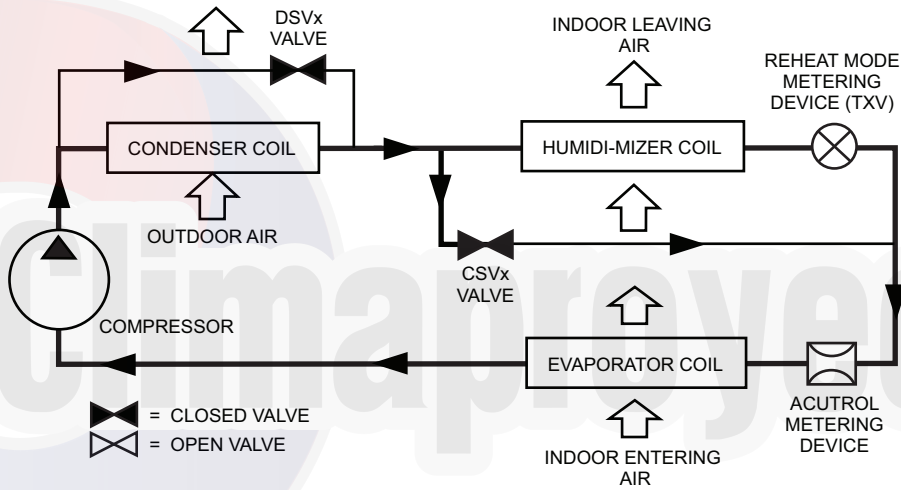 DSVx
VALVE
INDOOR LEAVING
AIR
REHEAT MODE
METERING
DEVICE (TXV)
CONDENSER COIL
HUMIDI-MIZER COIL
OUTDOOR AIR
CSVx
VALVE
COMPRESSOR
EVAPORATOR COIL
= CLOSED VALVE
= OPEN VALVE
ACUTROL
METERING
DEVICE
INDOOR ENTERING
AIR
Climaproyec